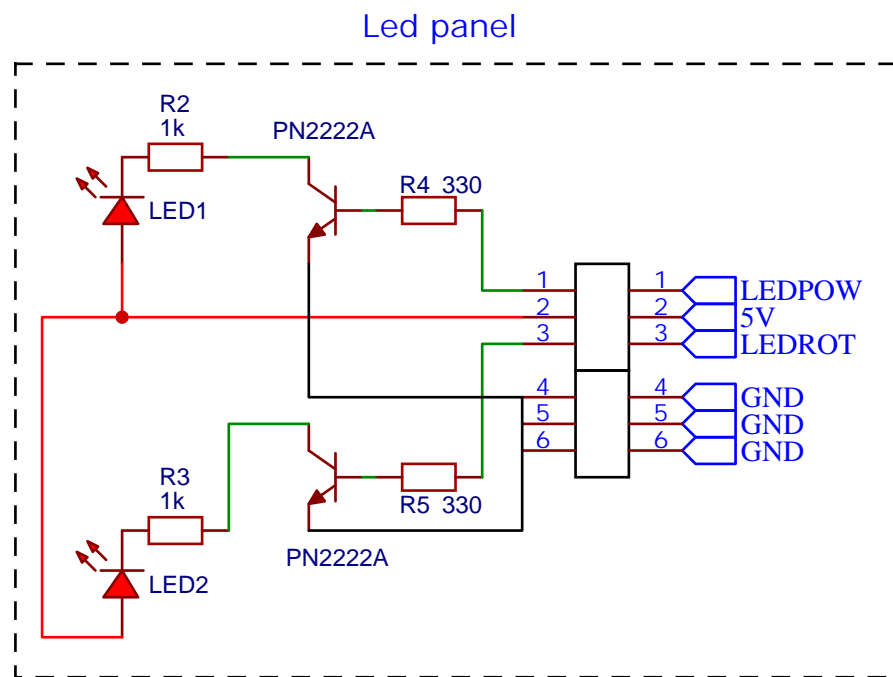 Led panel
R2
1k
PN2222A
LED1
R4 330
1 1 LEDPOW
2 2 5V
3 3 LEDROT
4 4 GND
5 5 GND
6 6 GND
R3
1k
R5 330
PN2222A
LED2